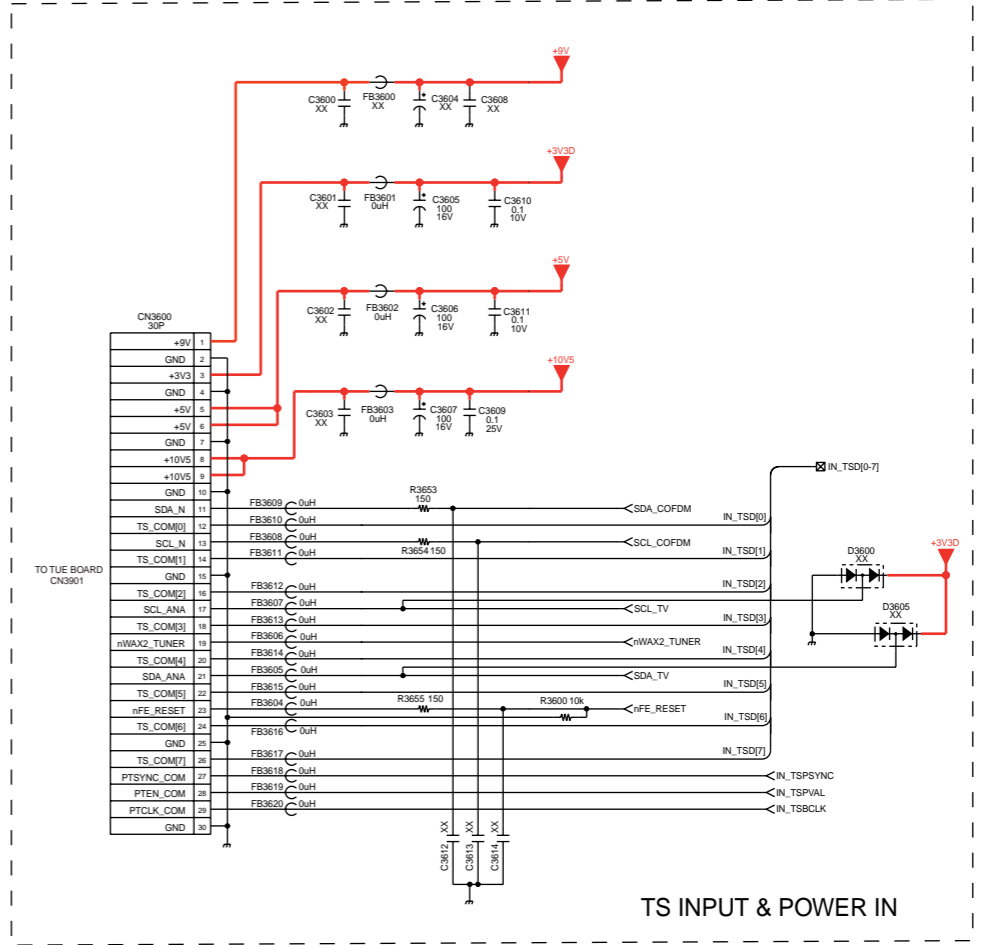 +9V
C3600
XX
FB3600
XX
C3604
XX
C3608
XX
+3V3D
C3601
XX
FB3601
0uH
C3605
100
16V
C3610
0.1
10V
+5V
C3602
XX
FB3602
0uH
C3606
100
16V
C3611
0.1
10V
+10V5
C3603
XX
FB3603
0uH
C3607
100
16V
C3609
0.1
25V
CN3600
30P
TO TUE BOARD
CN3901
+9V 1
GND 2
+3V3 3
GND 4
+5V 5
+5V 6
GND 7
+10V5 8
+10V5 9
GND 10
SDA_N 11
TS_COM[0] 12
SCL_N 13
TS_COM[1] 14
GND 15
TS_COM[2] 16
SCL_ANA 17
TS_COM[3] 18
nWAX2_TUNER 19
TS_COM[4] 20
SDA_ANA 21
TS_COM[5] 22
nFE_RESET 23
TS_COM[6] 24
GND 25
TS_COM[7] 26
PTSYNC_COM 27
PTEN_COM 28
PTCLK_COM 29
GND 30
FB3609 0uH
FB3610 0uH
FB3608 0uH
FB3611 0uH
FB3612 0uH
FB3607 0uH
FB3613 0uH
FB3606 0uH
FB3614 0uH
FB3605 0uH
FB3615 0uH
FB3604 0uH
FB3616 0uH
FB3617 0uH
FB3618 0uH
FB3619 0uH
FB3620 0uH
R3653
150
R3654 150
R3655 150
R3600 10k
SDA_COFDM
SCL_COFDM
SCL_TV
nWAX2_TUNER
SDA_TV
nFE_RESET
IN_TSD[0-7]
IN_TSD[0]
IN_TSD[1]
IN_TSD[2]
IN_TSD[3]
IN_TSD[4]
IN_TSD[5]
IN_TSD[6]
IN_TSD[7]
IN_TSPSYNC
IN_TSPVAL
IN_TSBCLK
+3V3D
D3600
XX
D3605
XX
C3612 XX
C3613 XX
C3614 XX
TS INPUT & POWER IN